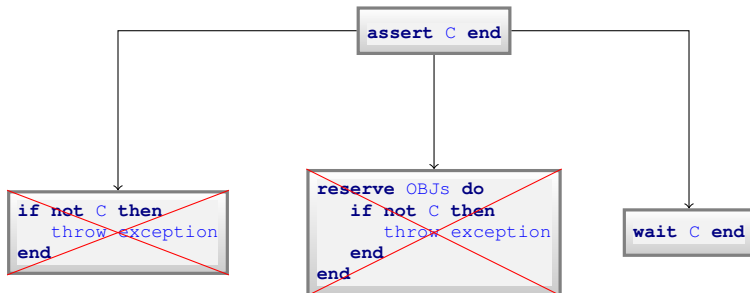 assert C end
if not C then
throw exception
end
reserve OBJs do
if not C then
throw exception
end
end
wait C end